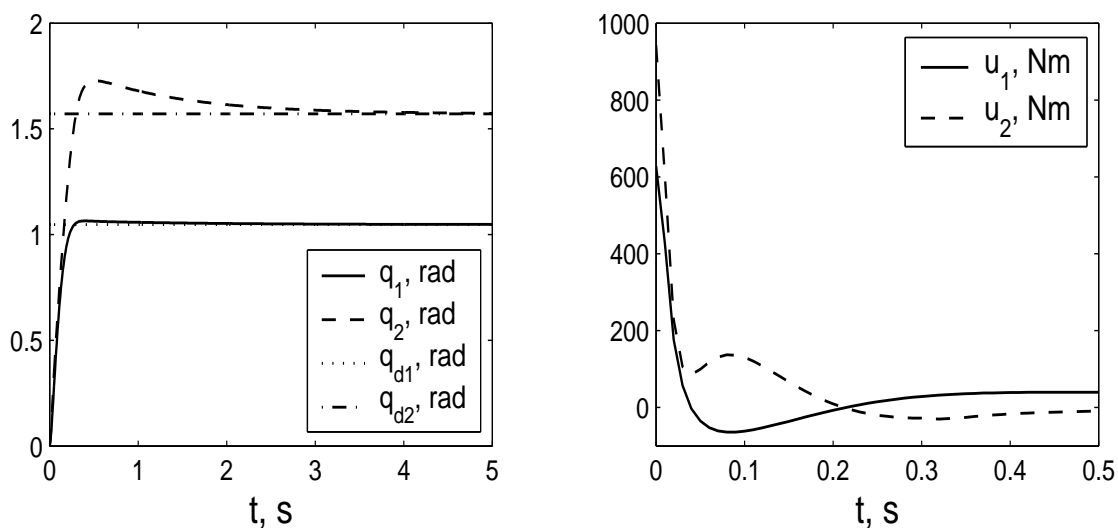 2
1.5
1
0.5
0
0 1 2 3 4 5
t, s
q1, rad
q2, rad
qd1, rad
qd2, rad
1000
800
600
400
200
0
0 0.1 0.2 0.3 0.4 0.5
t, s
u1, Nm
u2, Nm